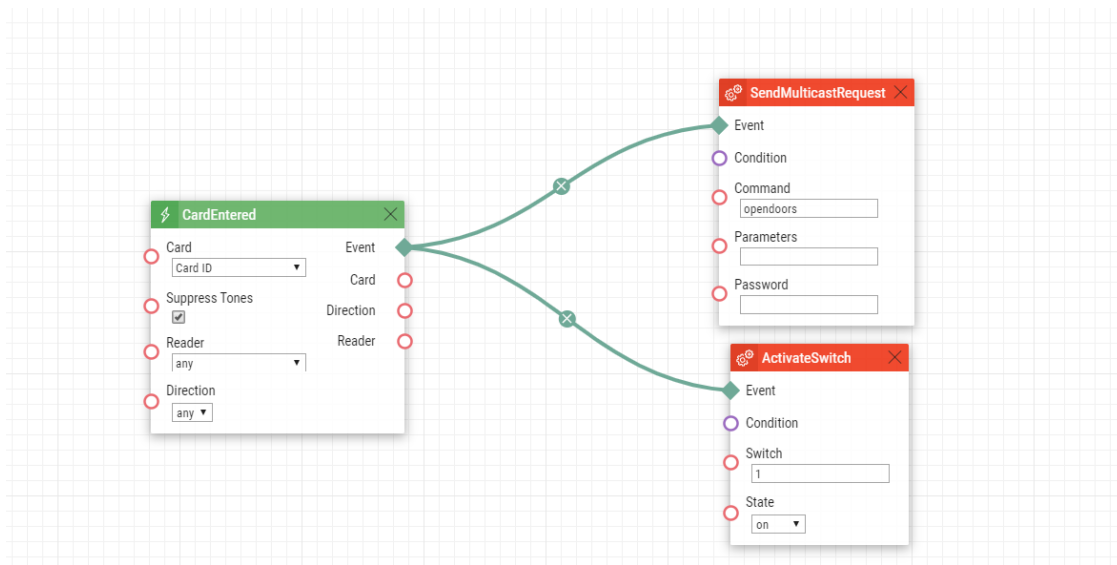 CardEntered
Card
Event
Card ID
Card
Suppress Tones
Direction
Reader
Reader
any
Direction
any
SendMulticastRequest
Event
Condition
Command
opendoors
Parameters
Password
ActivateSwitch
Event
Condition
Switch
1
State
on